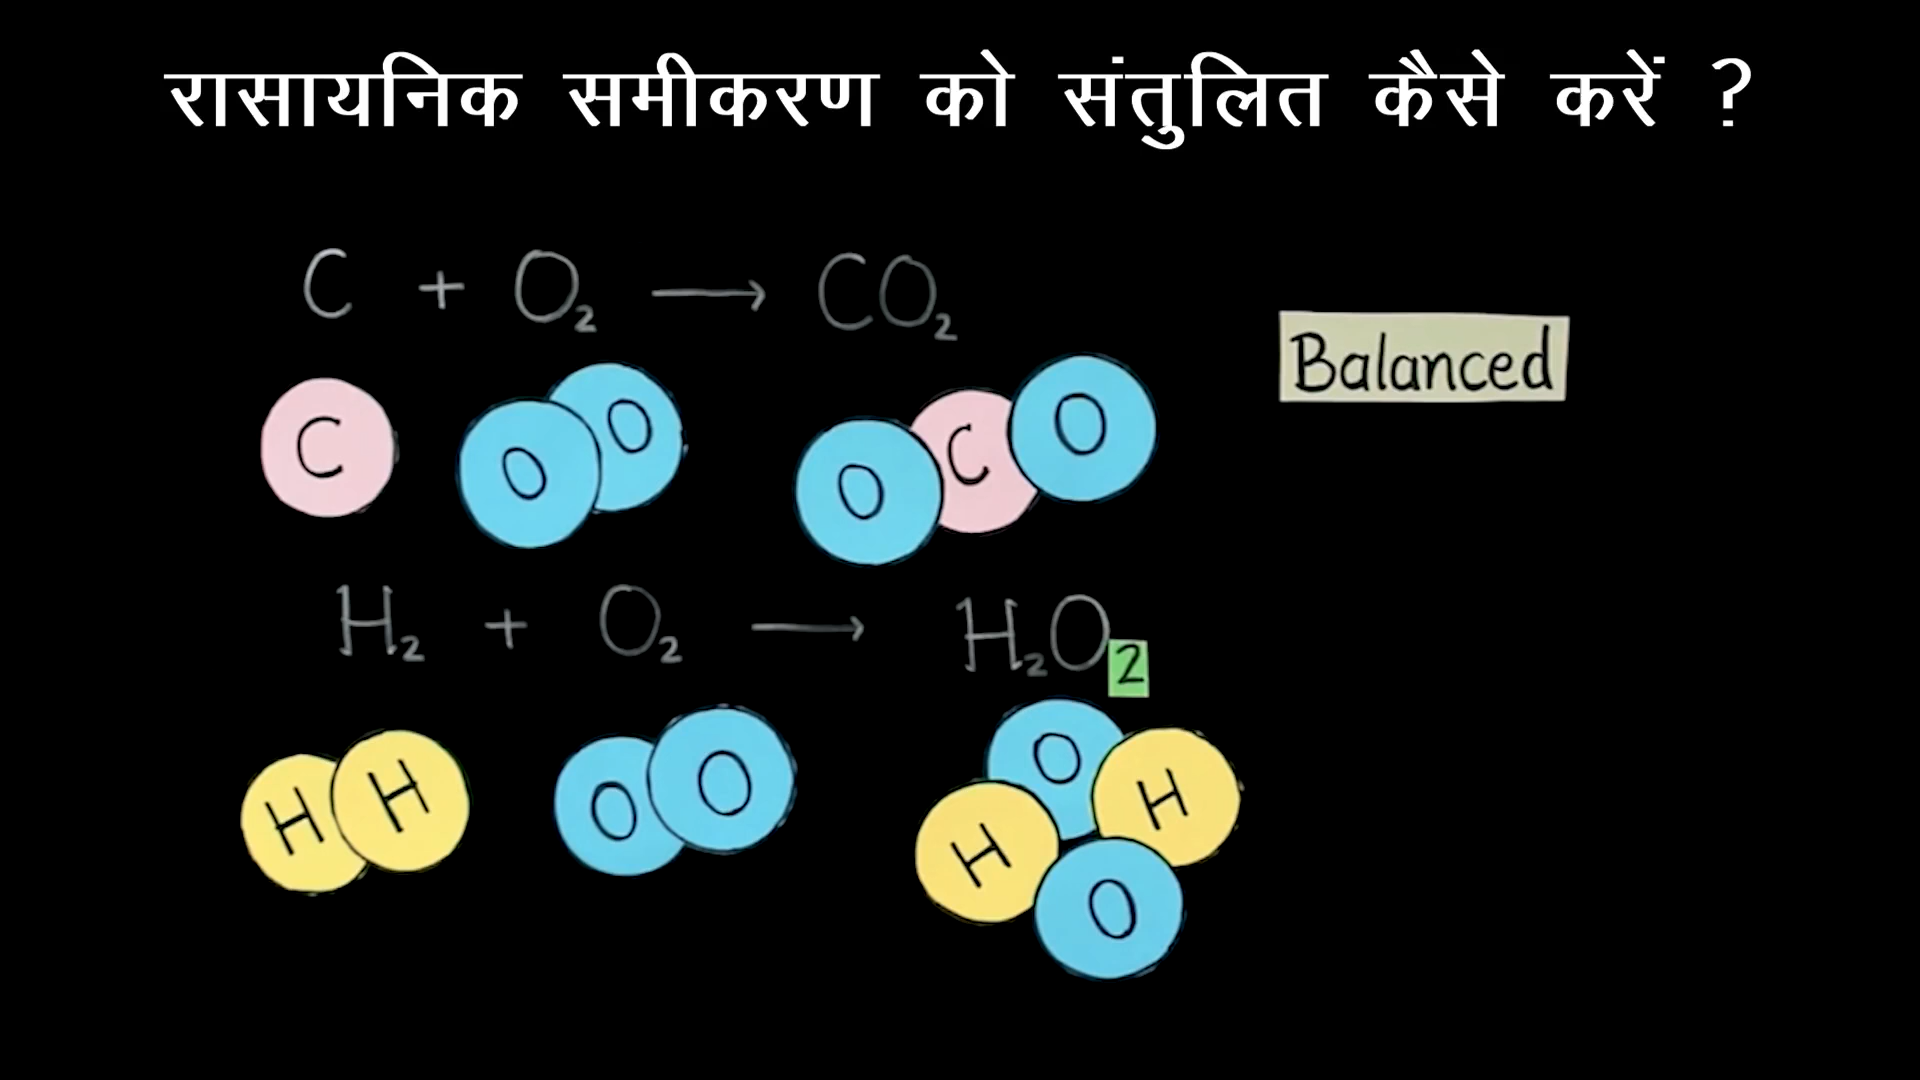 रासायनिक समीकरण को संतुलित कैसे करें ?
C + O₂ → CO₂
Balanced
C O O O C O
H₂ + O₂ → H₂O₂
H H O O O H H O